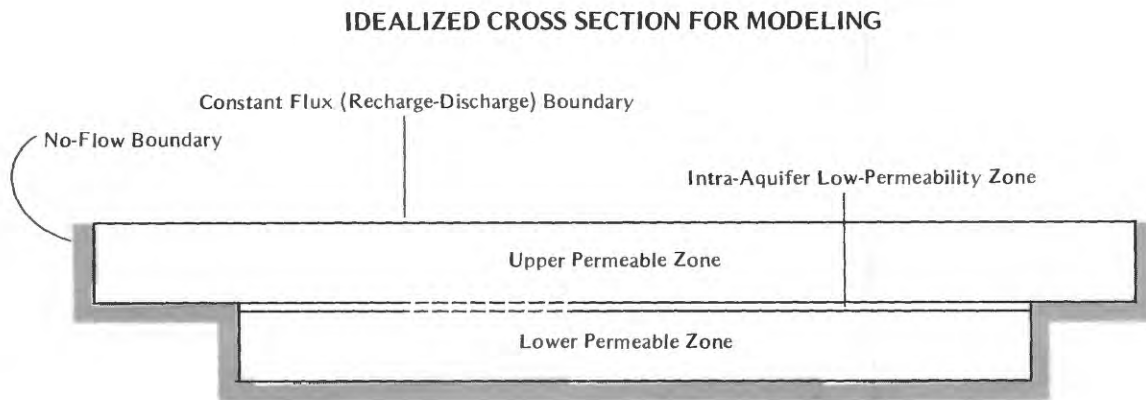 IDEALIZED CROSS SECTION FOR MODELING
Constant Flux (Recharge-Discharge) Boundary
No-Flow Boundary
Intra-Aquifer Low-Permeability Zone
Upper Permeable Zone
Lower Permeable Zone